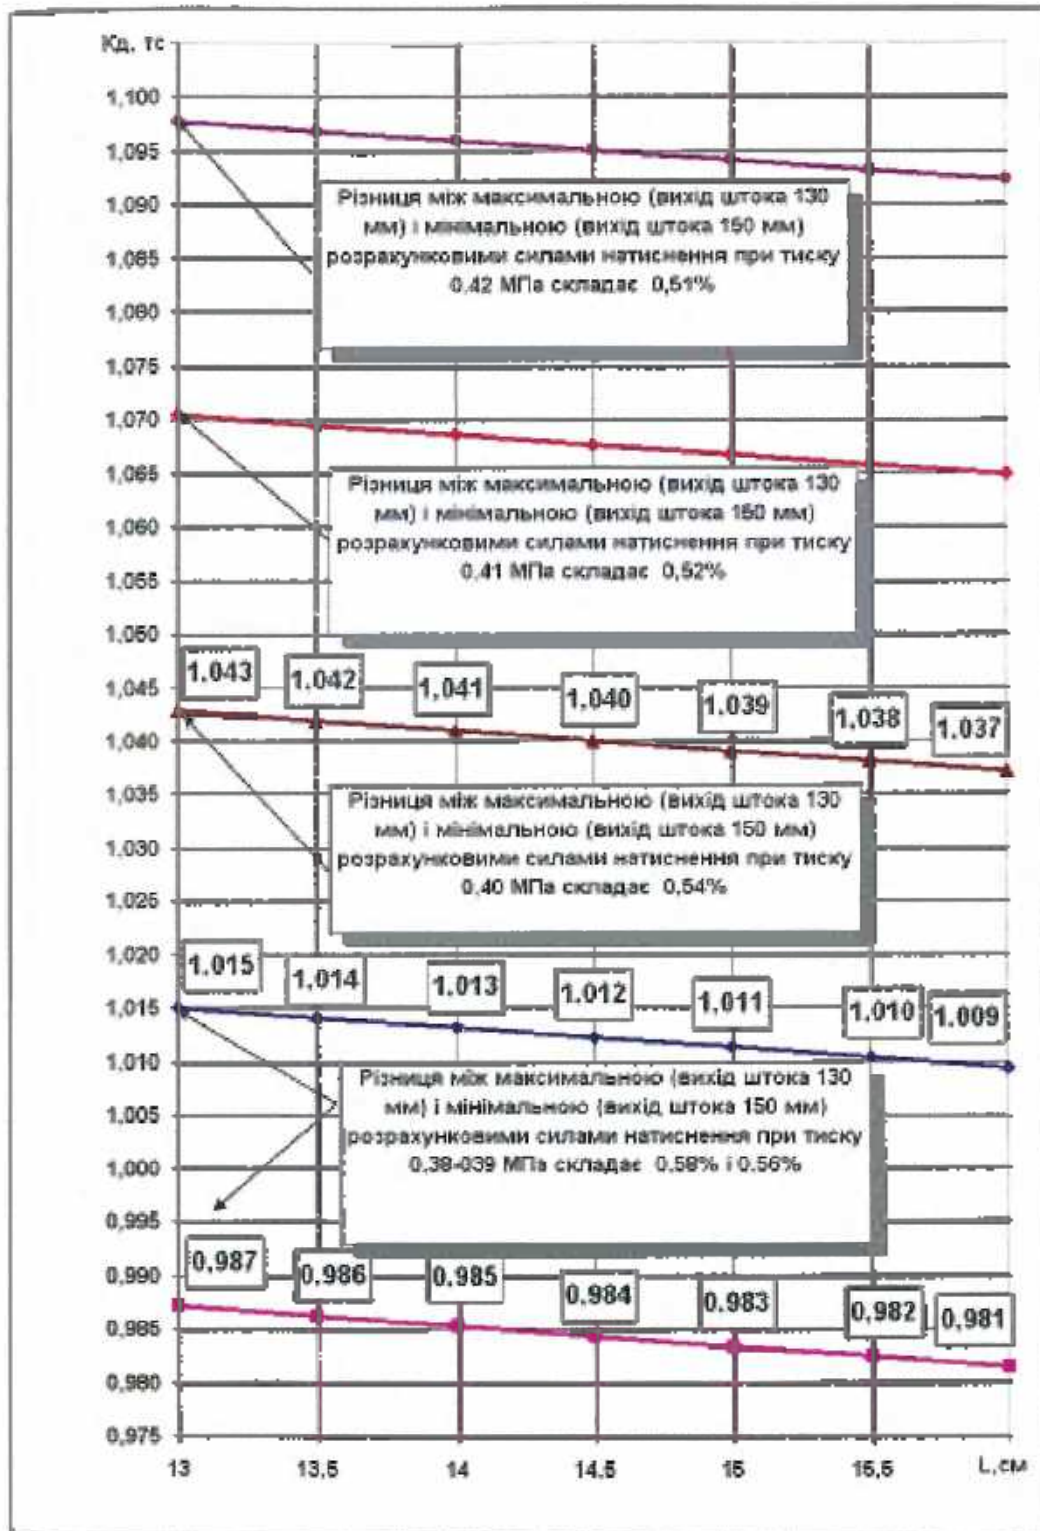 Кд. тс
1,100
1,095
1,090
1,085
1,080
1,075
1,070
1,065
1,060
1,055
1,050
1,045
1,040
1,035
1,030
1,025
1,020
1,015
1,010
1,005
1,000
0,995
0,990
0,985
0,980
0,975
Різниця між максимальною (вихід штока 130
мм) і мінімальною (вихід штока 150 мм)
розрахунковими силами натиснення при тиску
0,42 МПа складає 0,51%
Різниця між максимальною (вихід штока 130
мм) і мінімальною (вихід штока 150 мм)
розрахунковими силами натиснення при тиску
0,41 МПа складає 0,52%
1.043 1.042 1,041 1.040 1.039 1.038 1.037
Різниця між максимальною (вихід штока 130
мм) і мінімальною (вихід штока 150 мм)
розрахунковими силами натиснення при тиску
0,40 МПа складає 0,54%
1.015 1,014 1.013 1.012 1,011 1,010 1.009
Різниця між максимальною (вихід штока 130
мм) і мінімальною (вихід штока 150 мм)
розрахунковими силами натиснення при тиску
0,38-039 МПа складає 0,58% і 0,56%
0,987 0,986 0,985 0,984 0.983 0,982 0,981
13 13,5 14 14,5 15 15,5 L,см